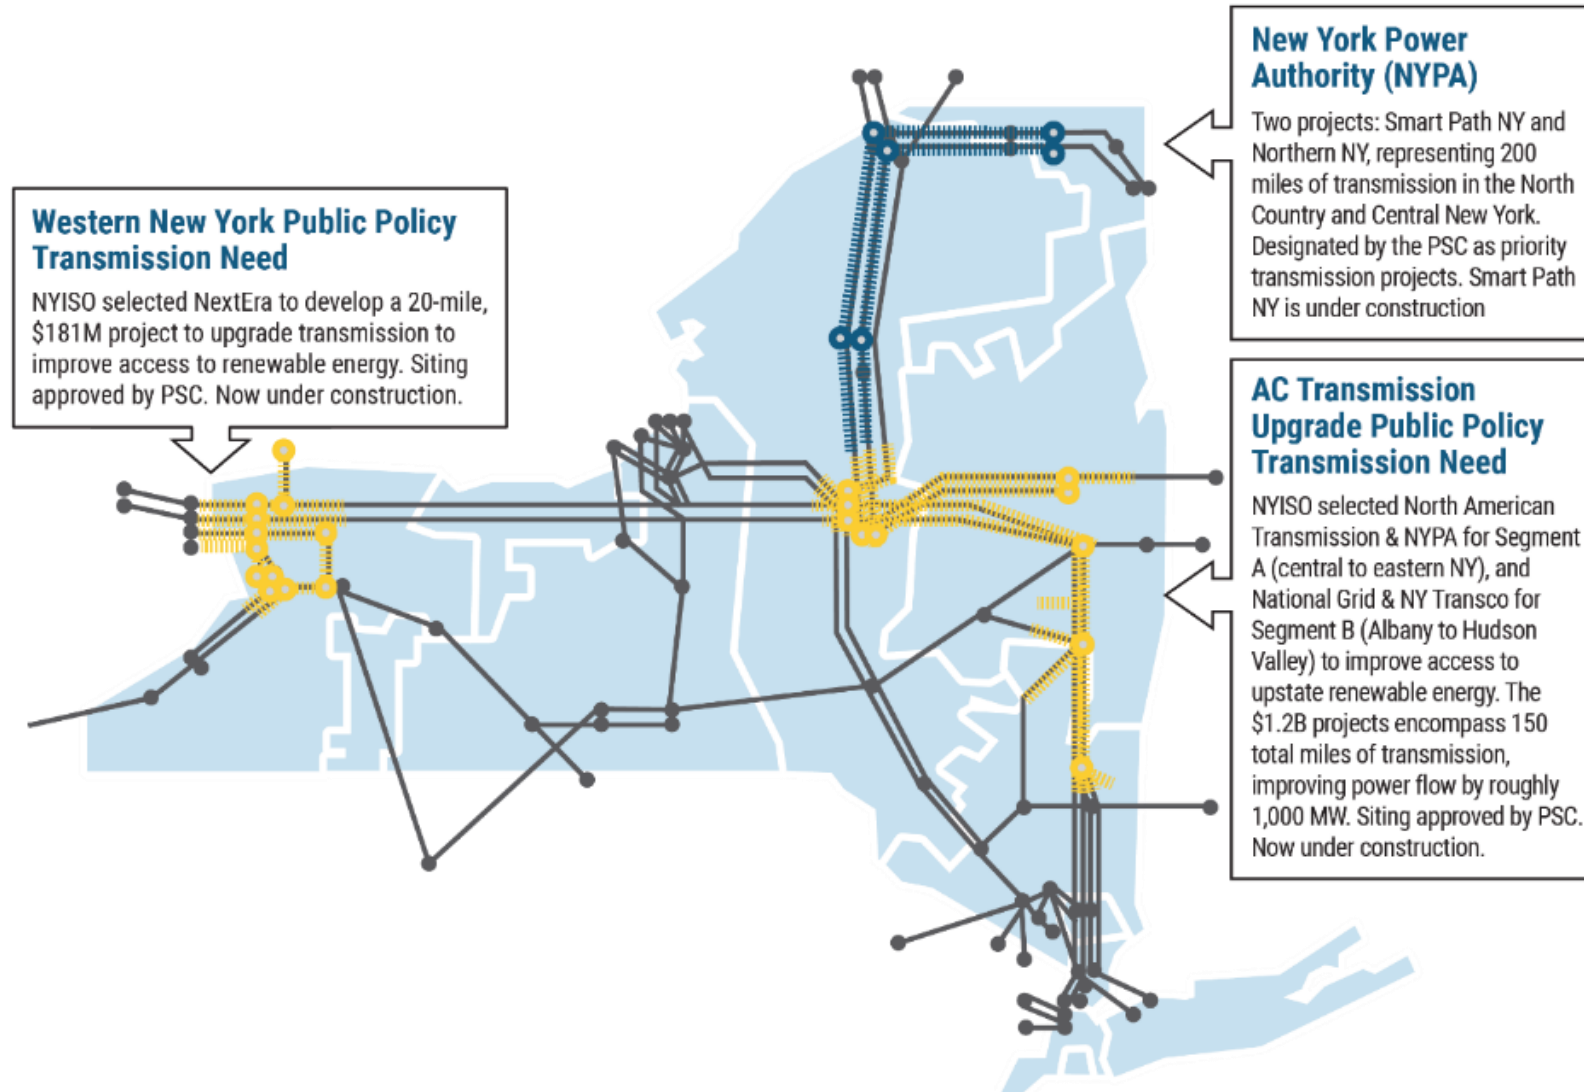 New York Power
Authority (NYPA)
Two projects: Smart Path NY and
Northern NY, representing 200
miles of transmission in the North
Country and Central New York.
Designated by the PSC as priority
transmission projects. Smart Path
NY is under construction
Western New York Public Policy
Transmission Need
NYISO selected NextEra to develop a 20-mile,
$181M project to upgrade transmission to
improve access to renewable energy. Siting
approved by PSC. Now under construction.
AC Transmission
Upgrade Public Policy
Transmission Need
NYISO selected North American
Transmission & NYPA for Segment
A (central to eastern NY), and
National Grid & NY Transco for
Segment B (Albany to Hudson
Valley) to improve access to
upstate renewable energy. The
$1.2B projects encompass 150
total miles of transmission,
improving power flow by roughly
1,000 MW. Siting approved by PSC.
Now under construction.